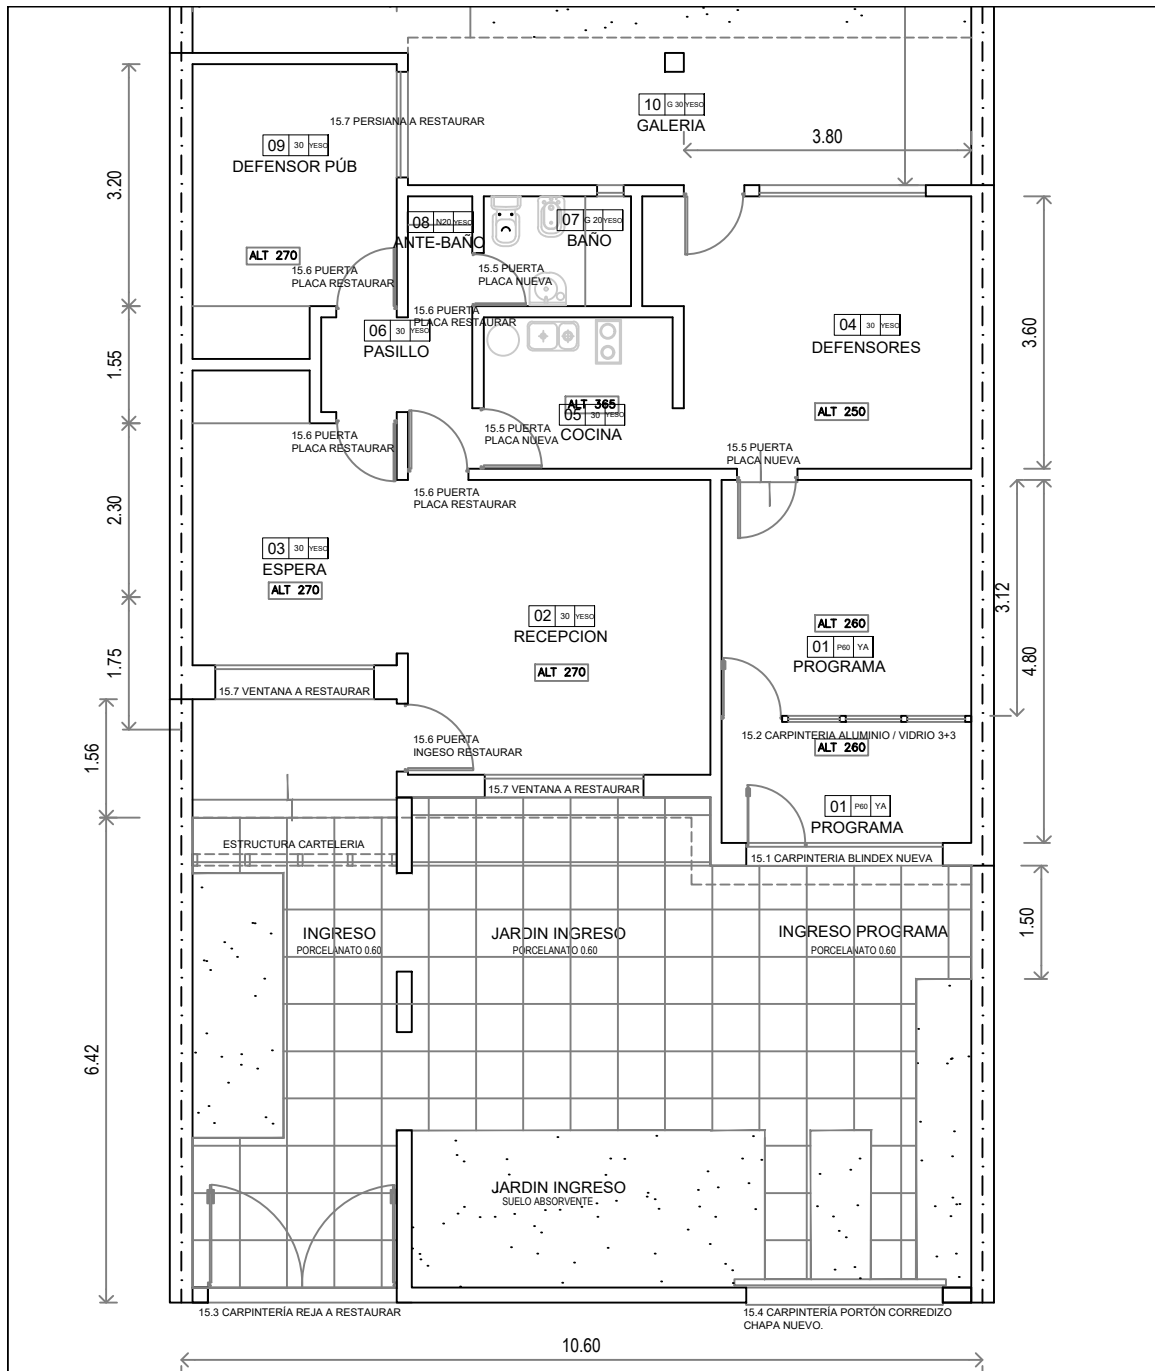 10 G 30 YESO
GALERIA
3.80
15.7 PERSIANA A RESTAURAR
09 30 YESO
DEFENSOR PÚB
3.20
08 N20 YESO
ANTE-BAÑO
07 G 20 YESO
BAÑO
ALT 270
15.6 PUERTA
PLACA RESTAURAR
15.5 PUERTA
PLACA NUEVA
15.6 PUERTA
PLACA RESTAURAR
06 30 YESO
PASILLO
04 30 YESO
DEFENSORES
3.60
1.55
ALT 365
05 30 YESO
COCINA
ALT 250
15.6 PUERTA
PLACA RESTAURAR
15.5 PUERTA
PLACA NUEVA
15.5 PUERTA
PLACA NUEVA
15.6 PUERTA
PLACA RESTAURAR
2.30
03 30 YESO
ESPERA
ALT 270
02 30 YESO
RECEPCION
ALT 270
3.12
ALT 260
01 P60 YA
PROGRAMA
4.80
1.75
15.7 VENTANA A RESTAURAR
15.6 PUERTA
INGESO RESTAURAR
15.2 CARPINTERIA ALUMINIO / VIDRIO 3+3
ALT 260
1.56
15.7 VENTANA A RESTAURAR
01 P60 YA
PROGRAMA
ESTRUCTURA CARTELERIA
15.1 CARPINTERIA BLINDEX NUEVA
1.50
INGRESO
PORCELANATO 0.60
JARDIN INGRESO
PORCELANATO 0.60
INGRESO PROGRAMA
PORCELANATO 0.60
6.42
JARDIN INGRESO
SUELO ABSORVENTE
15.3 CARPINTERÍA REJA A RESTAURAR
15.4 CARPINTERÍA PORTÓN CORREDIZO
CHAPA NUEVO.
10.60